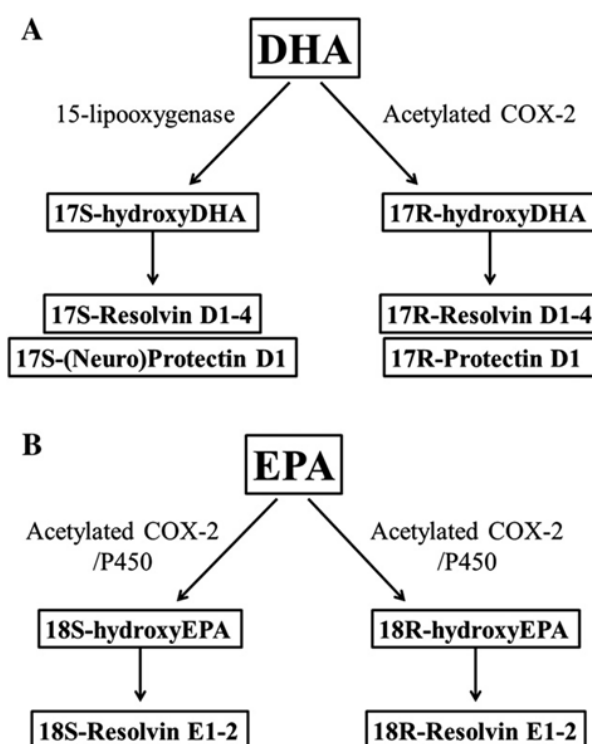 A
DHA
15-lipooxygenase
Acetylated COX-2
17S-hydroxyDHA
17R-hydroxyDHA
17S-Resolvin D1-4
17R-Resolvin D1-4
17S-(Neuro)Protectin D1
17R-Protectin D1
B
EPA
Acetylated COX-2
/P450
Acetylated COX-2
/P450
18S-hydroxyEPA
18R-hydroxyEPA
18S-Resolvin E1-2
18R-Resolvin E1-2